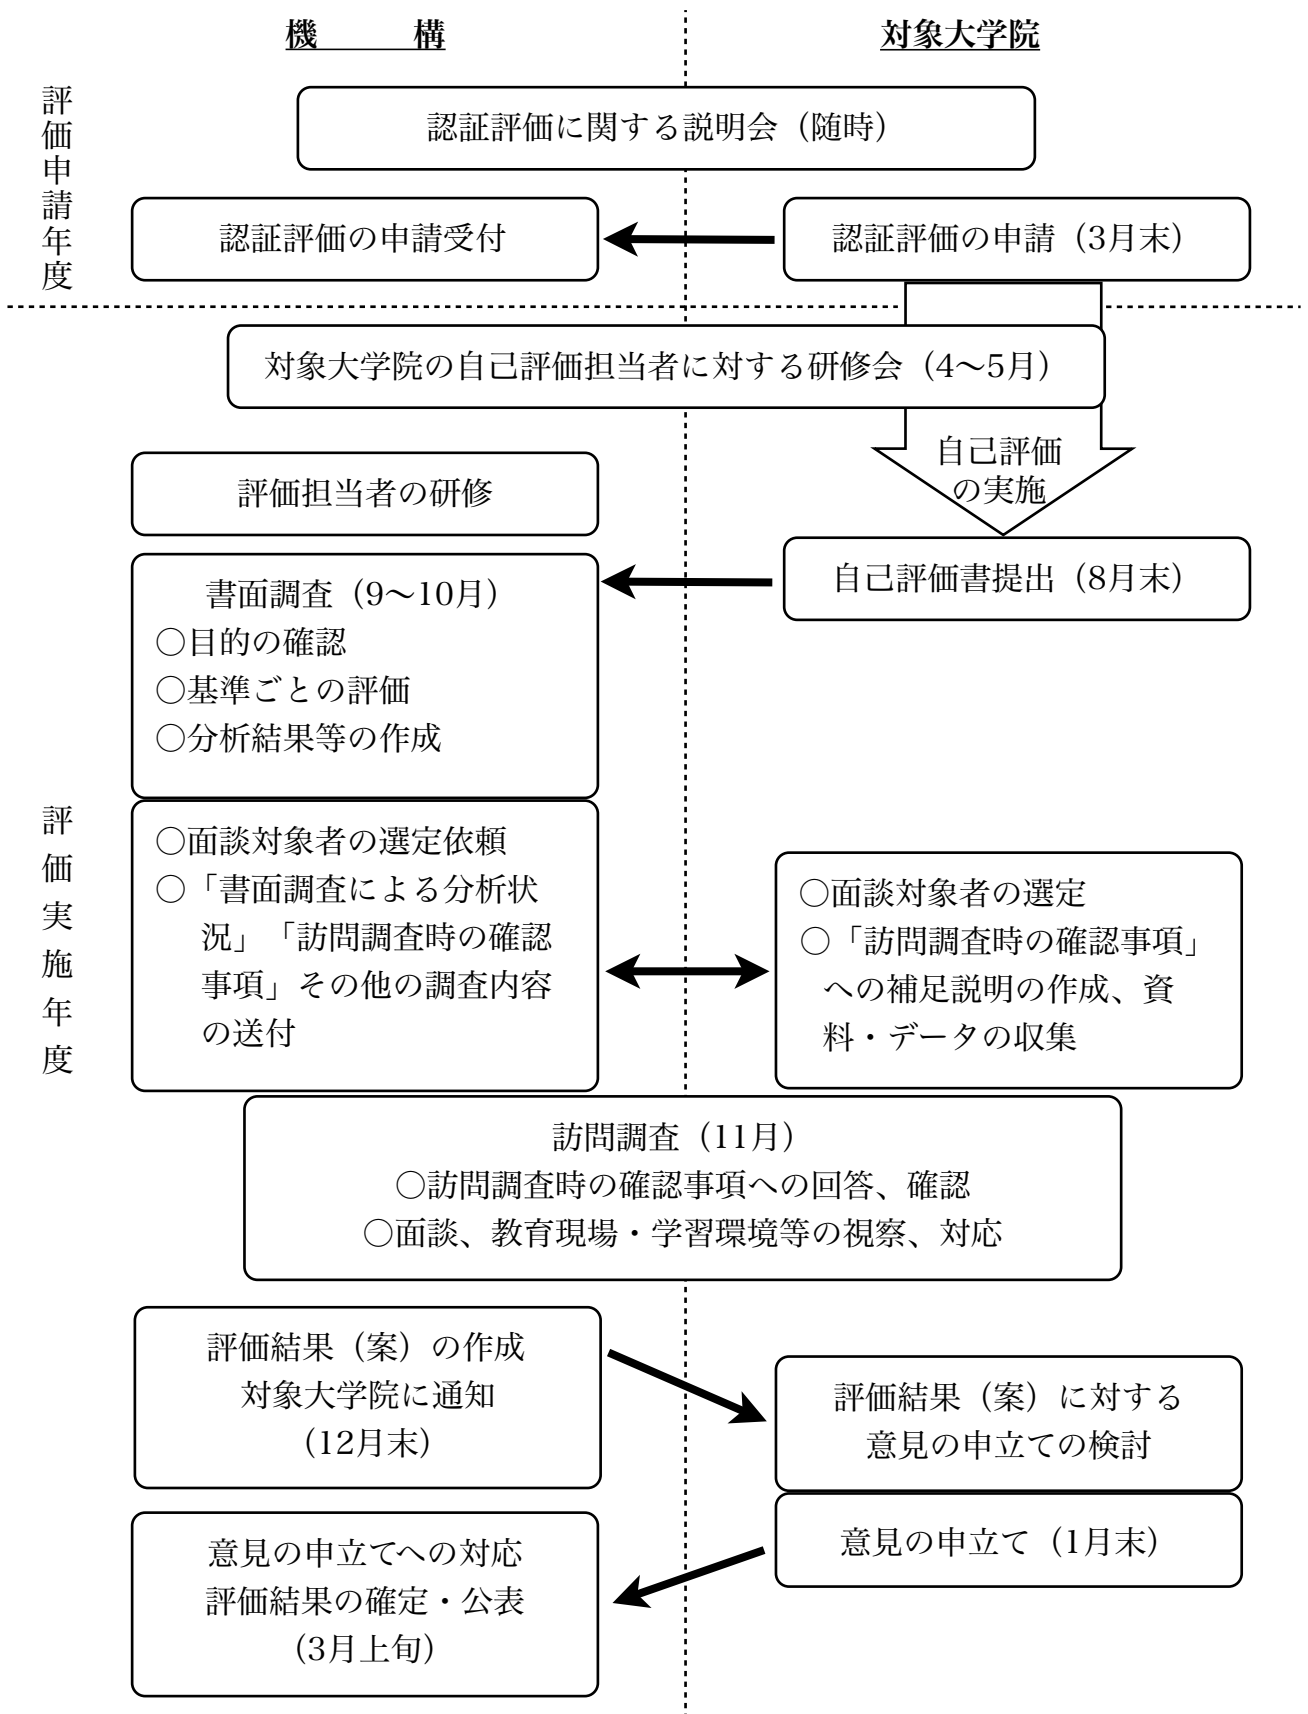 機　　　構
対象大学院
評価申請年度
認証評価に関する説明会（随時）
認証評価の申請受付
認証評価の申請（3月末）
対象大学院の自己評価担当者に対する研修会（4～5月）
自己評価
の実施
評価担当者の研修
自己評価書提出（8月末）
書面調査（9～10月）
○目的の確認
○基準ごとの評価
○分析結果等の作成
評価実施年度
○面談対象者の選定依頼
○「書面調査による分析状
況」「訪問調査時の確認
事項」その他の調査内容
の送付
○面談対象者の選定
○「訪問調査時の確認事項」
への補足説明の作成、資
料・データの収集
訪問調査（11月）
○訪問調査時の確認事項への回答、確認
○面談、教育現場・学習環境等の視察、対応
評価結果（案）の作成
対象大学院に通知
（12月末）
評価結果（案）に対する
意見の申立ての検討
意見の申立て（1月末）
意見の申立てへの対応
評価結果の確定・公表
（3月上旬）